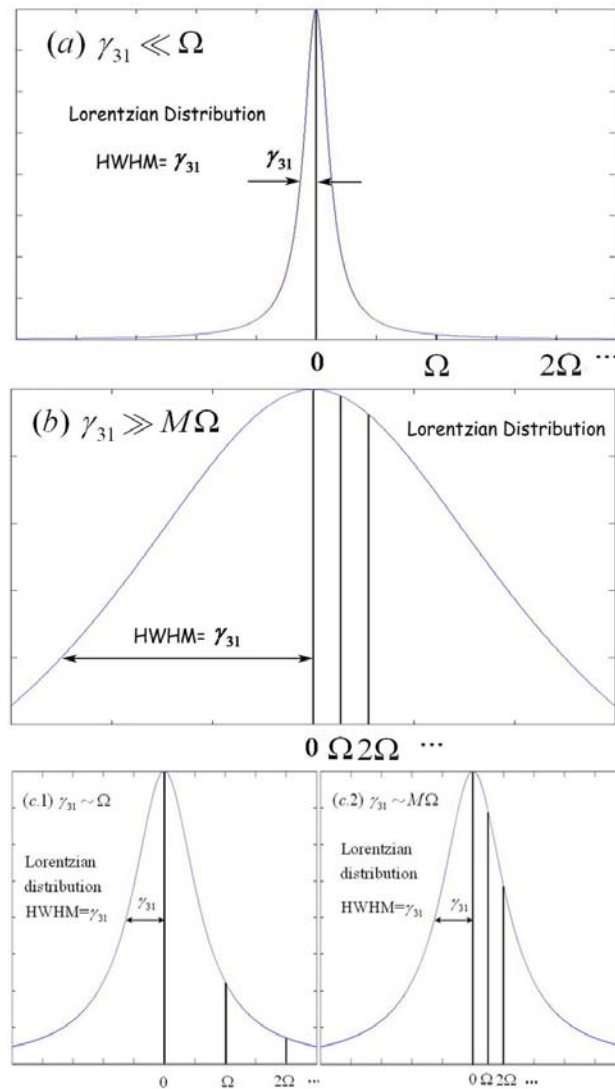 (a) γ₃₁ ≪ Ω
Lorentzian Distribution
HWHM= γ₃₁
γ₃₁
0 Ω 2Ω ···
(b) γ₃₁ ≫ MΩ
Lorentzian Distribution
HWHM= γ₃₁
0 Ω 2Ω ···
(c.1) γ₃₁ ~ Ω
Lorentzian
distribution
HWHM=γ₃₁
γ₃₁
0 Ω 2Ω ···
(c.2) γ₃₁ ~ MΩ
Lorentzian
distribution
HWHM=γ₃₁
γ₃₁
0 Ω 2Ω ···